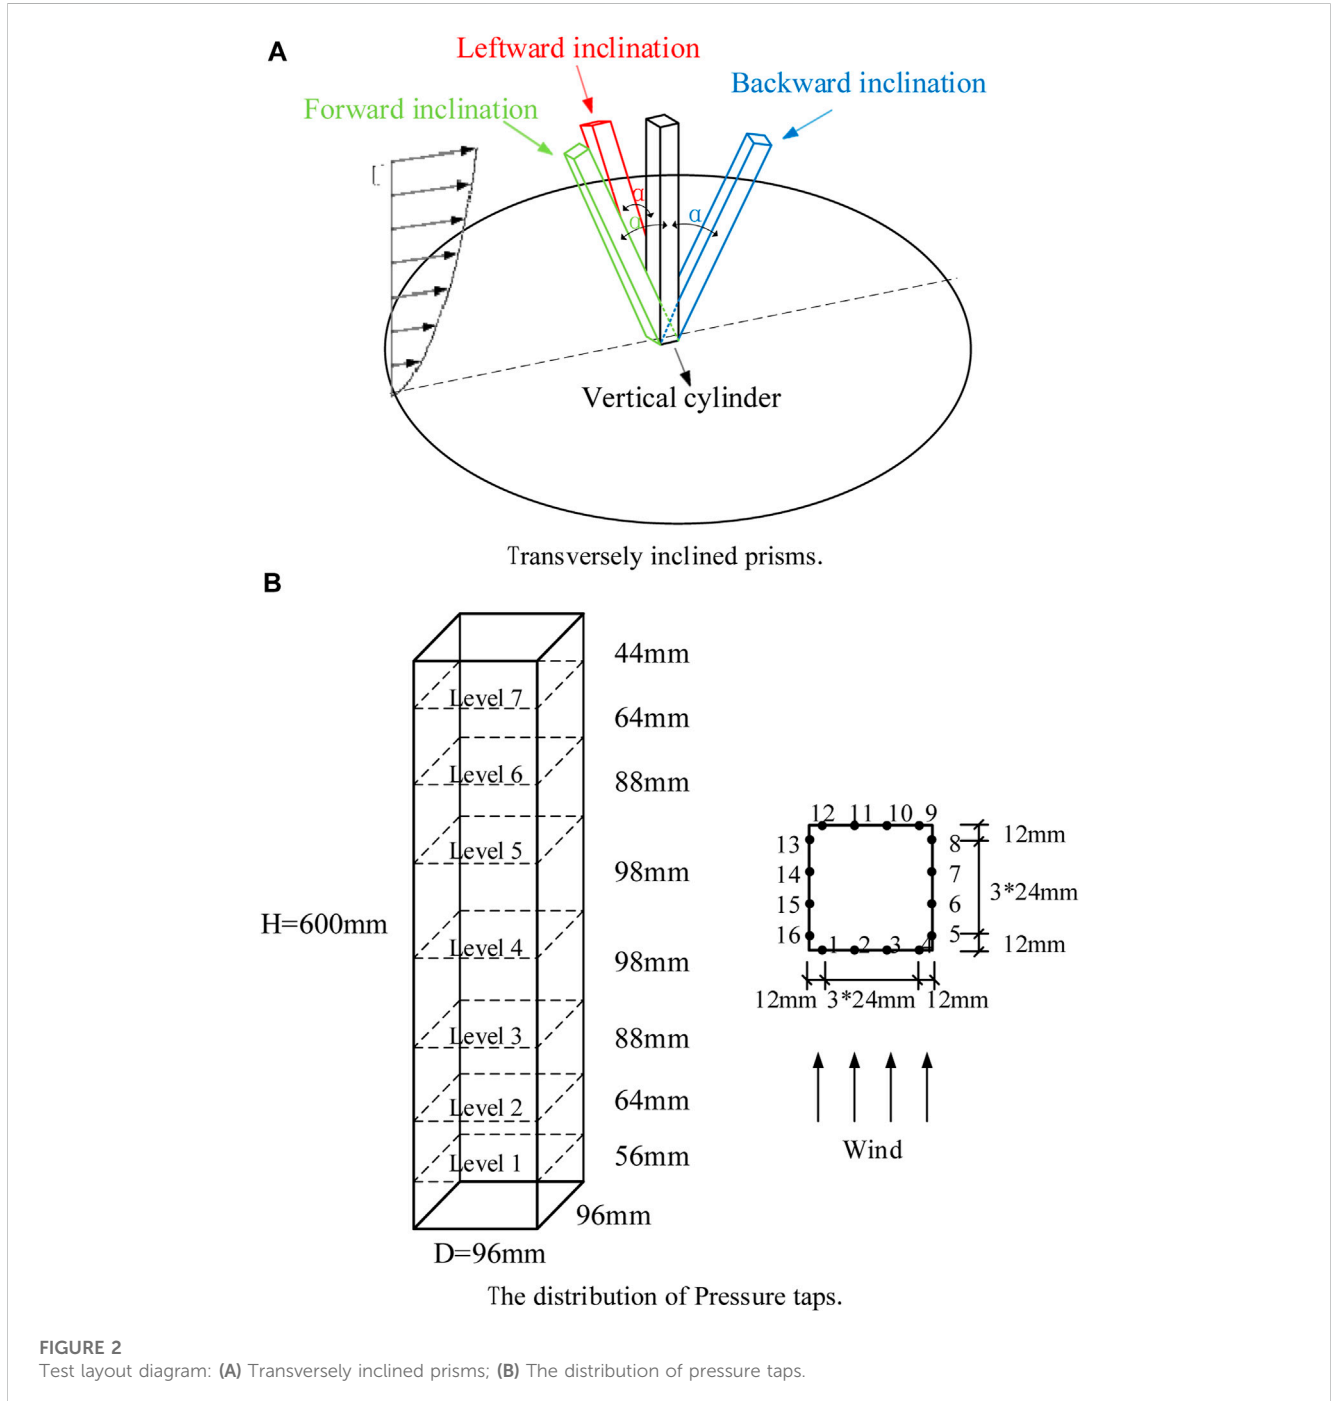 A
Leftward inclination
Backward inclination
Forward inclination
α
α
α
Vertical cylinder
Transversely inclined prisms.
B
44mm
Level 7
64mm
Level 6
88mm
Level 5
98mm
H=600mm
Level 4
98mm
Level 3
88mm
Level 2
64mm
Level 1
56mm
96mm
D=96mm
12 11 10 9
13 8 12mm
14 7
3*24mm
15 6
16 5 12mm
1 2 3 4
12mm 3*24mm 12mm
Wind
The distribution of Pressure taps.
FIGURE 2
Test layout diagram: (A) Transversely inclined prisms; (B) The distribution of pressure taps.